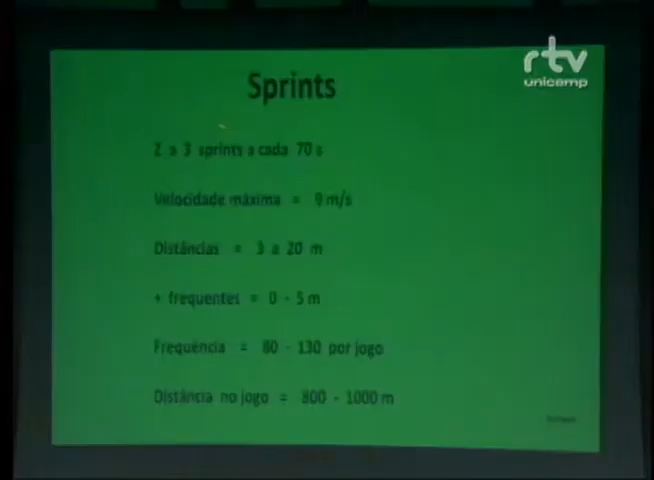 rtv
unicamp
Sprints
2 a 3 sprints a cada 70 s
Velocidade máxima = 9 m/s
Distâncias = 3 a 20 m
+ frequentes = 0 - 5 m
Frequência = 80 - 130 por jogo
Distância no jogo = 800 - 1000 m